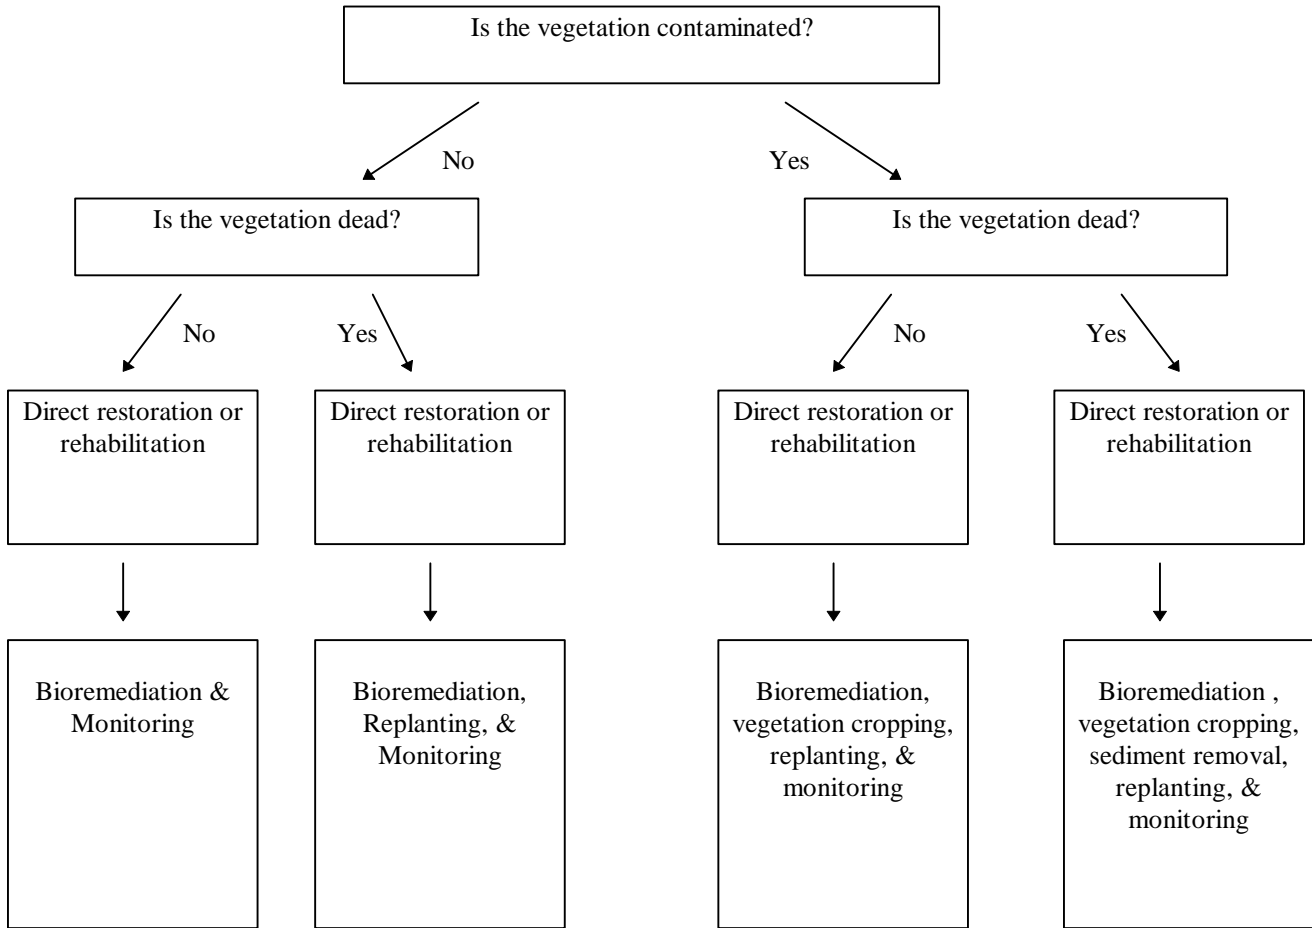 Is the vegetation contaminated?
No
Yes
Is the vegetation dead?
Is the vegetation dead?
No
Yes
No
Yes
Direct restoration or
rehabilitation
Direct restoration or
rehabilitation
Direct restoration or
rehabilitation
Direct restoration or
rehabilitation
Bioremediation &
Monitoring
Bioremediation,
Replanting, &
Monitoring
Bioremediation,
vegetation cropping,
replanting, &
monitoring
Bioremediation ,
vegetation cropping,
sediment removal,
replanting, &
monitoring